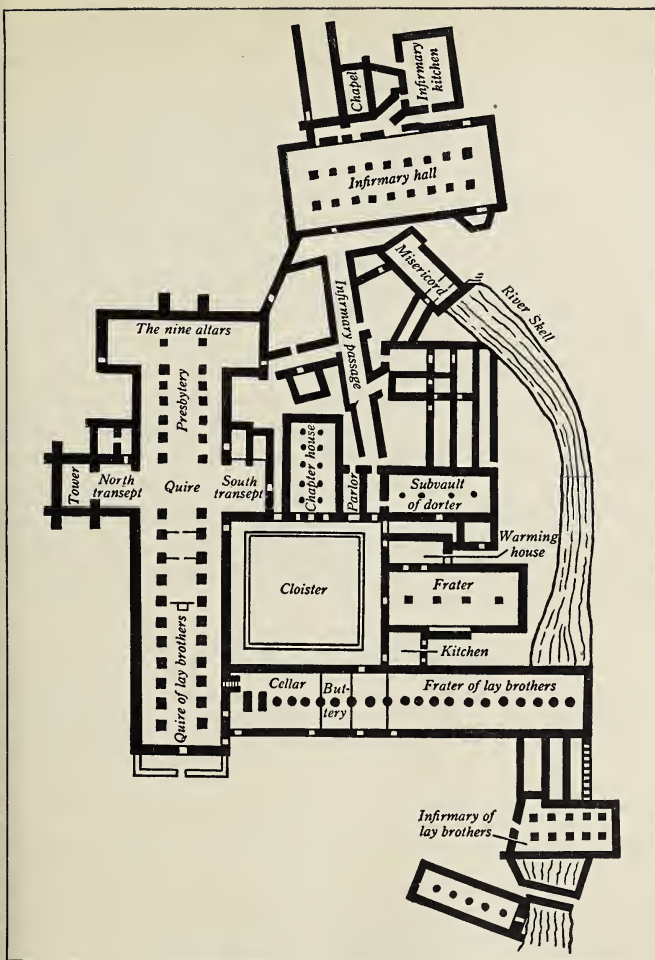 Chapel
Infirmary
kitchen
Infirmary hall
Misericord
River Skell
Infirmary passage
The nine altars
Presbytery
Chapter house
Tower
North
transept
Quire
South
transept
Parlor
Subvault
of dorter
Warming
house
Cloister
Frater
Kitchen
Quire of lay brothers
Cellar
But-
tery
Frater of lay brothers
Infirmary of
lay brothers